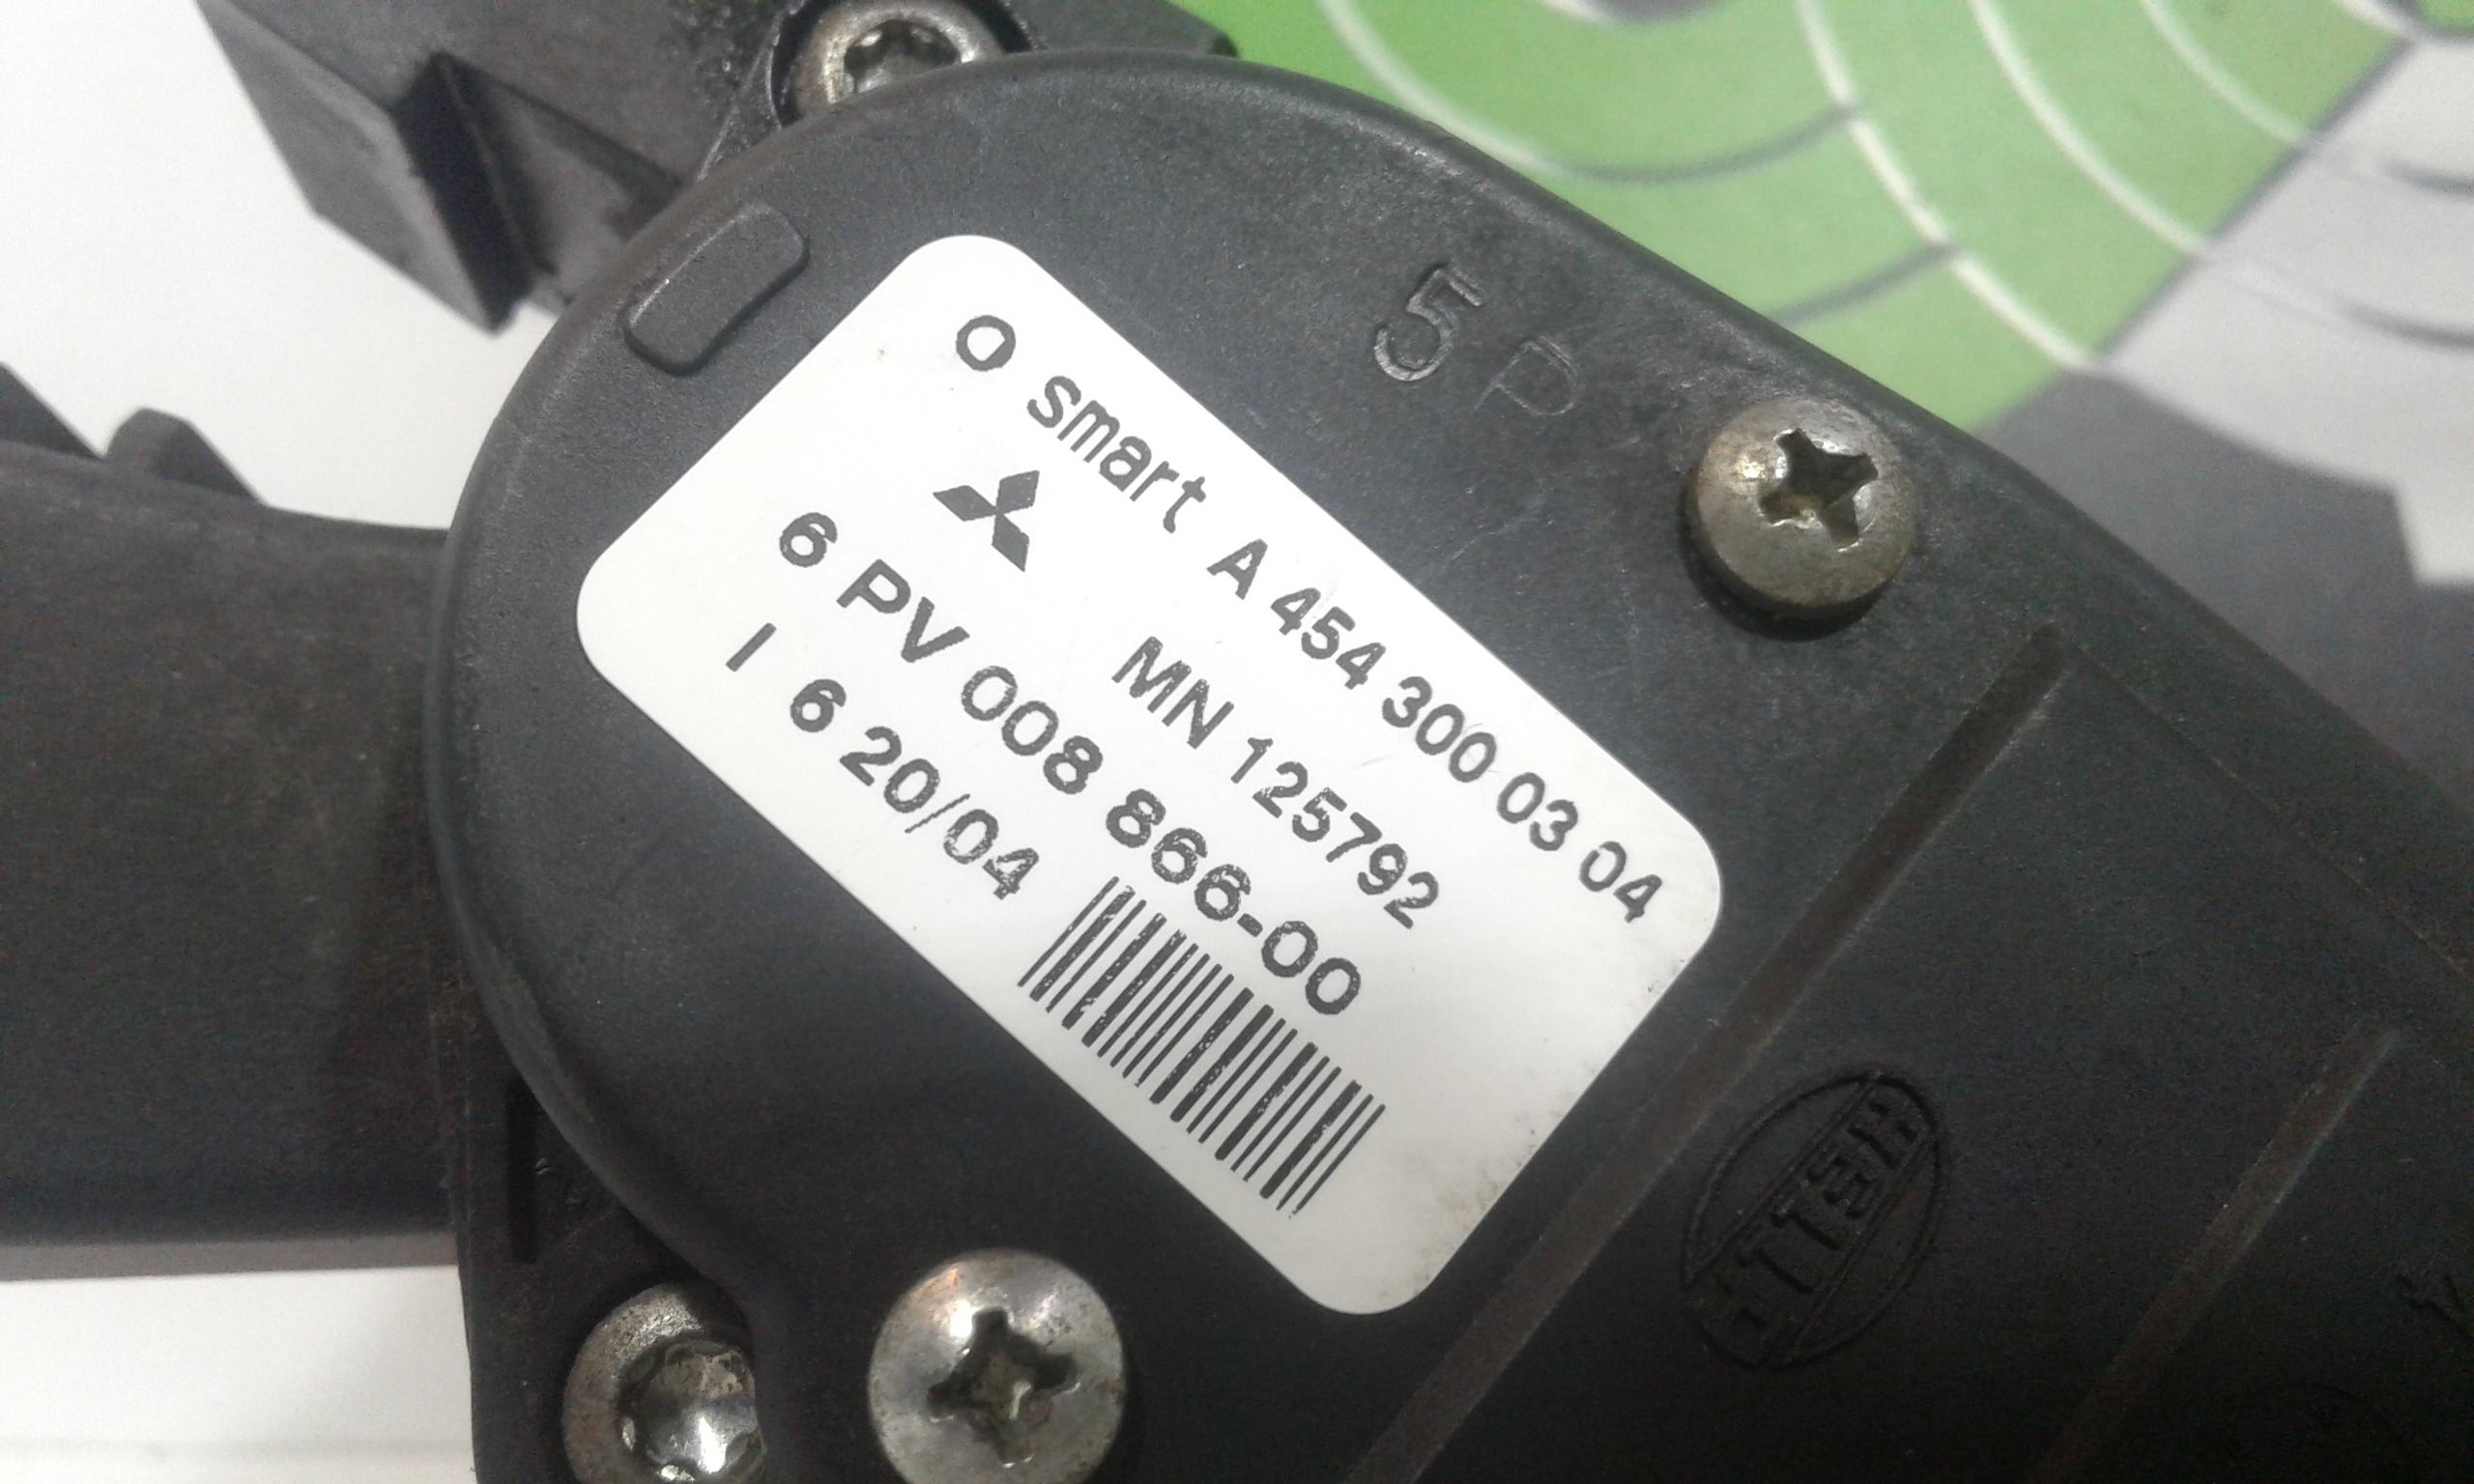 5 P
O smart A 454 300 03 04
MN 125792
6 PV 008 866-00
I 6 20/04
HELLA